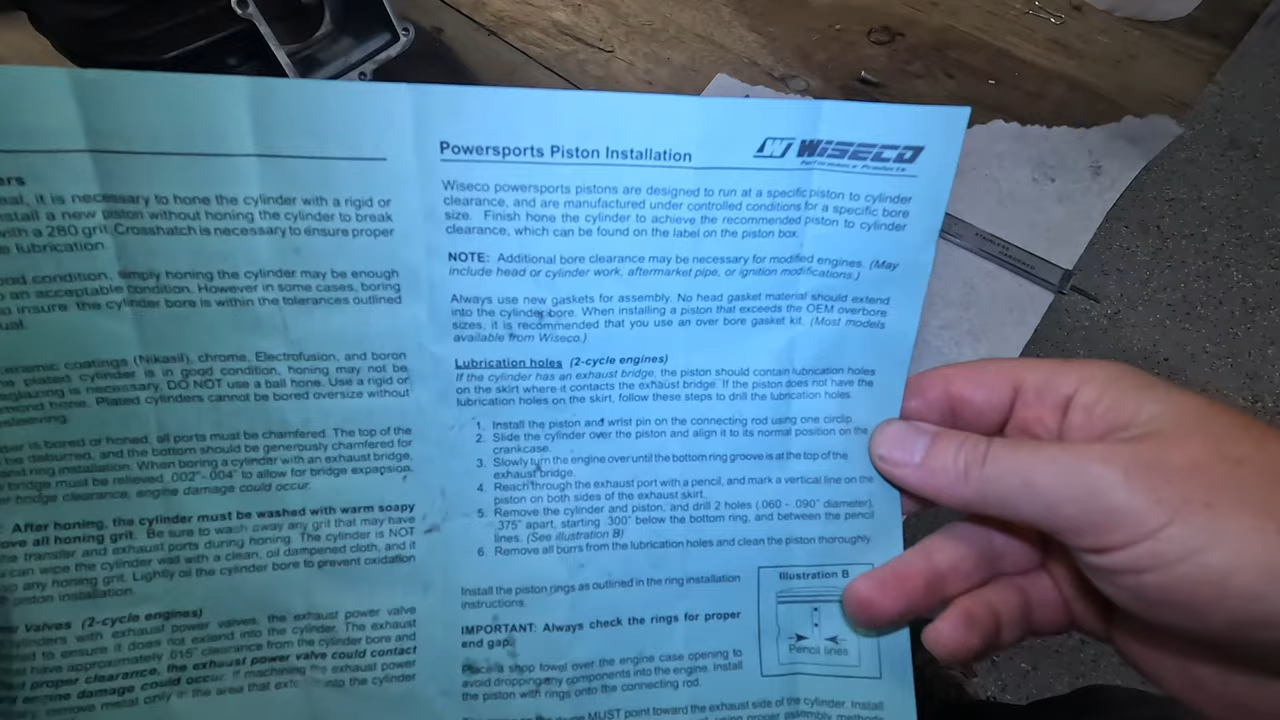 ers
al, it is necessary to hone the cylinder with a rigid or
nstall a new piston without honing the cylinder to break
with a 280 grit. Crosshatch is necessary to ensure proper
lubrication.
good condition, simply honing the cylinder may be enough
an acceptable condition. However in some cases, boring
insure the cylinder bore is within the tolerances outlined
ual.
eramic coatings (Nikasil), chrome, Electrofusion, and boron
plated cylinder is in good condition, honing may not be
deglazing is necessary, DO NOT use a ball hone. Use a rigid or
mond hone. Plated cylinders cannot be bored oversize without
is bored or honed, all ports must be chamfered. The top of the
be deburred, and the bottom should be generously chamfered for
and ring installation. When boring a cylinder with an exhaust bridge,
bridge must be relieved .002"-.004" to allow for bridge expansion.
bridge clearance, engine damage could occur.
After honing, the cylinder must be washed with warm soapy
ove all honing grit. Be sure to wash away any grit that may have
transfer and exhaust ports during honing. The cylinder is NOT
can wipe the cylinder wall with a clean, oil dampened cloth, and it
any honing grit. Lightly oil the cylinder bore to prevent oxidation
piston installation.
Valves (2-cycle engines)
with exhaust power valves, the exhaust power valve
to ensure it does not extend into the cylinder. The exhaust
have approximately .015" clearance from the cylinder bore and
proper clearance, the exhaust power valve could contact
engine damage could occur. If machining the exhaust power
remove metal only in the area that into the cylinder
Powersports Piston Installation
W WISECO
Performance Products
Wiseco powersports pistons are designed to run at a specific piston to cylinder
clearance, and are manufactured under controlled conditions for a specific bore
size. Finish hone the cylinder to achieve the recommended piston to cylinder
clearance, which can be found on the label on the piston box.
NOTE: Additional bore clearance may be necessary for modified engines. (May
include head or cylinder work, aftermarket pipe, or ignition modifications.)
Always use new gaskets for assembly. No head gasket material should extend
into the cylinder bore. When installing a piston that exceeds the OEM overbore
sizes, it is recommended that you use an over bore gasket kit. (Most models
available from Wiseco.)
Lubrication holes (2-cycle engines)
If the cylinder has an exhaust bridge, the piston should contain lubrication holes
on the skirt where it contacts the exhaust bridge. If the piston does not have the
lubrication holes on the skirt, follow these steps to drill the lubrication holes.
1. Install the piston and wrist pin on the connecting rod using one circlip.
2. Slide the cylinder over the piston and align it to its normal position on the
crankcase.
3. Slowly turn the engine over until the bottom ring groove is at the top of the
exhaust bridge.
4. Reach through the exhaust port with a pencil, and mark a vertical line on the
piston on both sides of the exhaust skirt.
5. Remove the cylinder and piston, and drill 2 holes (.060 - .090" diameter),
.375" apart, starting .300" below the bottom ring, and between the pencil
lines. (See illustration B)
6. Remove all burrs from the lubrication holes and clean the piston thoroughly.
Install the piston rings as outlined in the ring installation
instructions.
IMPORTANT: Always check the rings for proper
end gap.
Place a shop towel over the engine case opening to
avoid dropping any components into the engine. Install
the piston with rings onto the connecting rod.
MUST point toward the exhaust side of the cylinder. Install
proper assembly methods
Illustration B
Pencil lines
STAINLESS
HARDENED